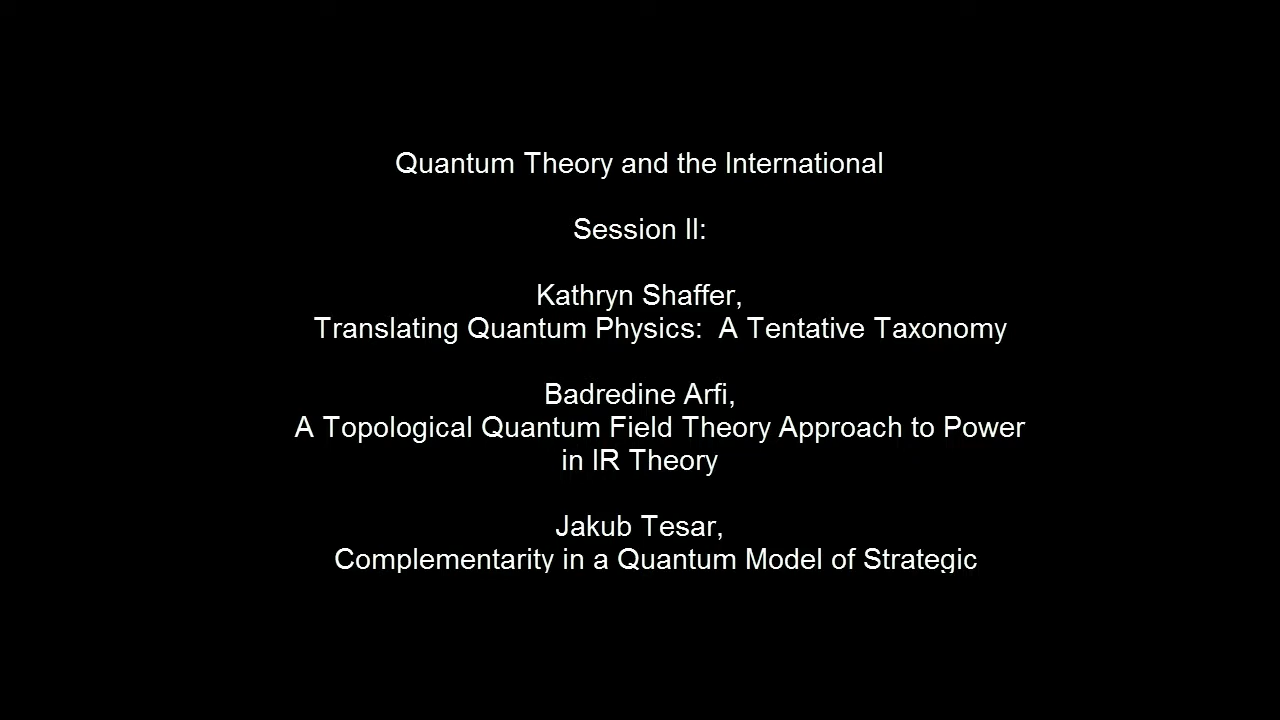 Quantum Theory and the International
Session II:
Kathryn Shaffer,
Translating Quantum Physics:  A Tentative Taxonomy
Badredine Arfi,
A Topological Quantum Field Theory Approach to Power
in IR Theory
Jakub Tesar,
Complementarity in a Quantum Model of Strategic